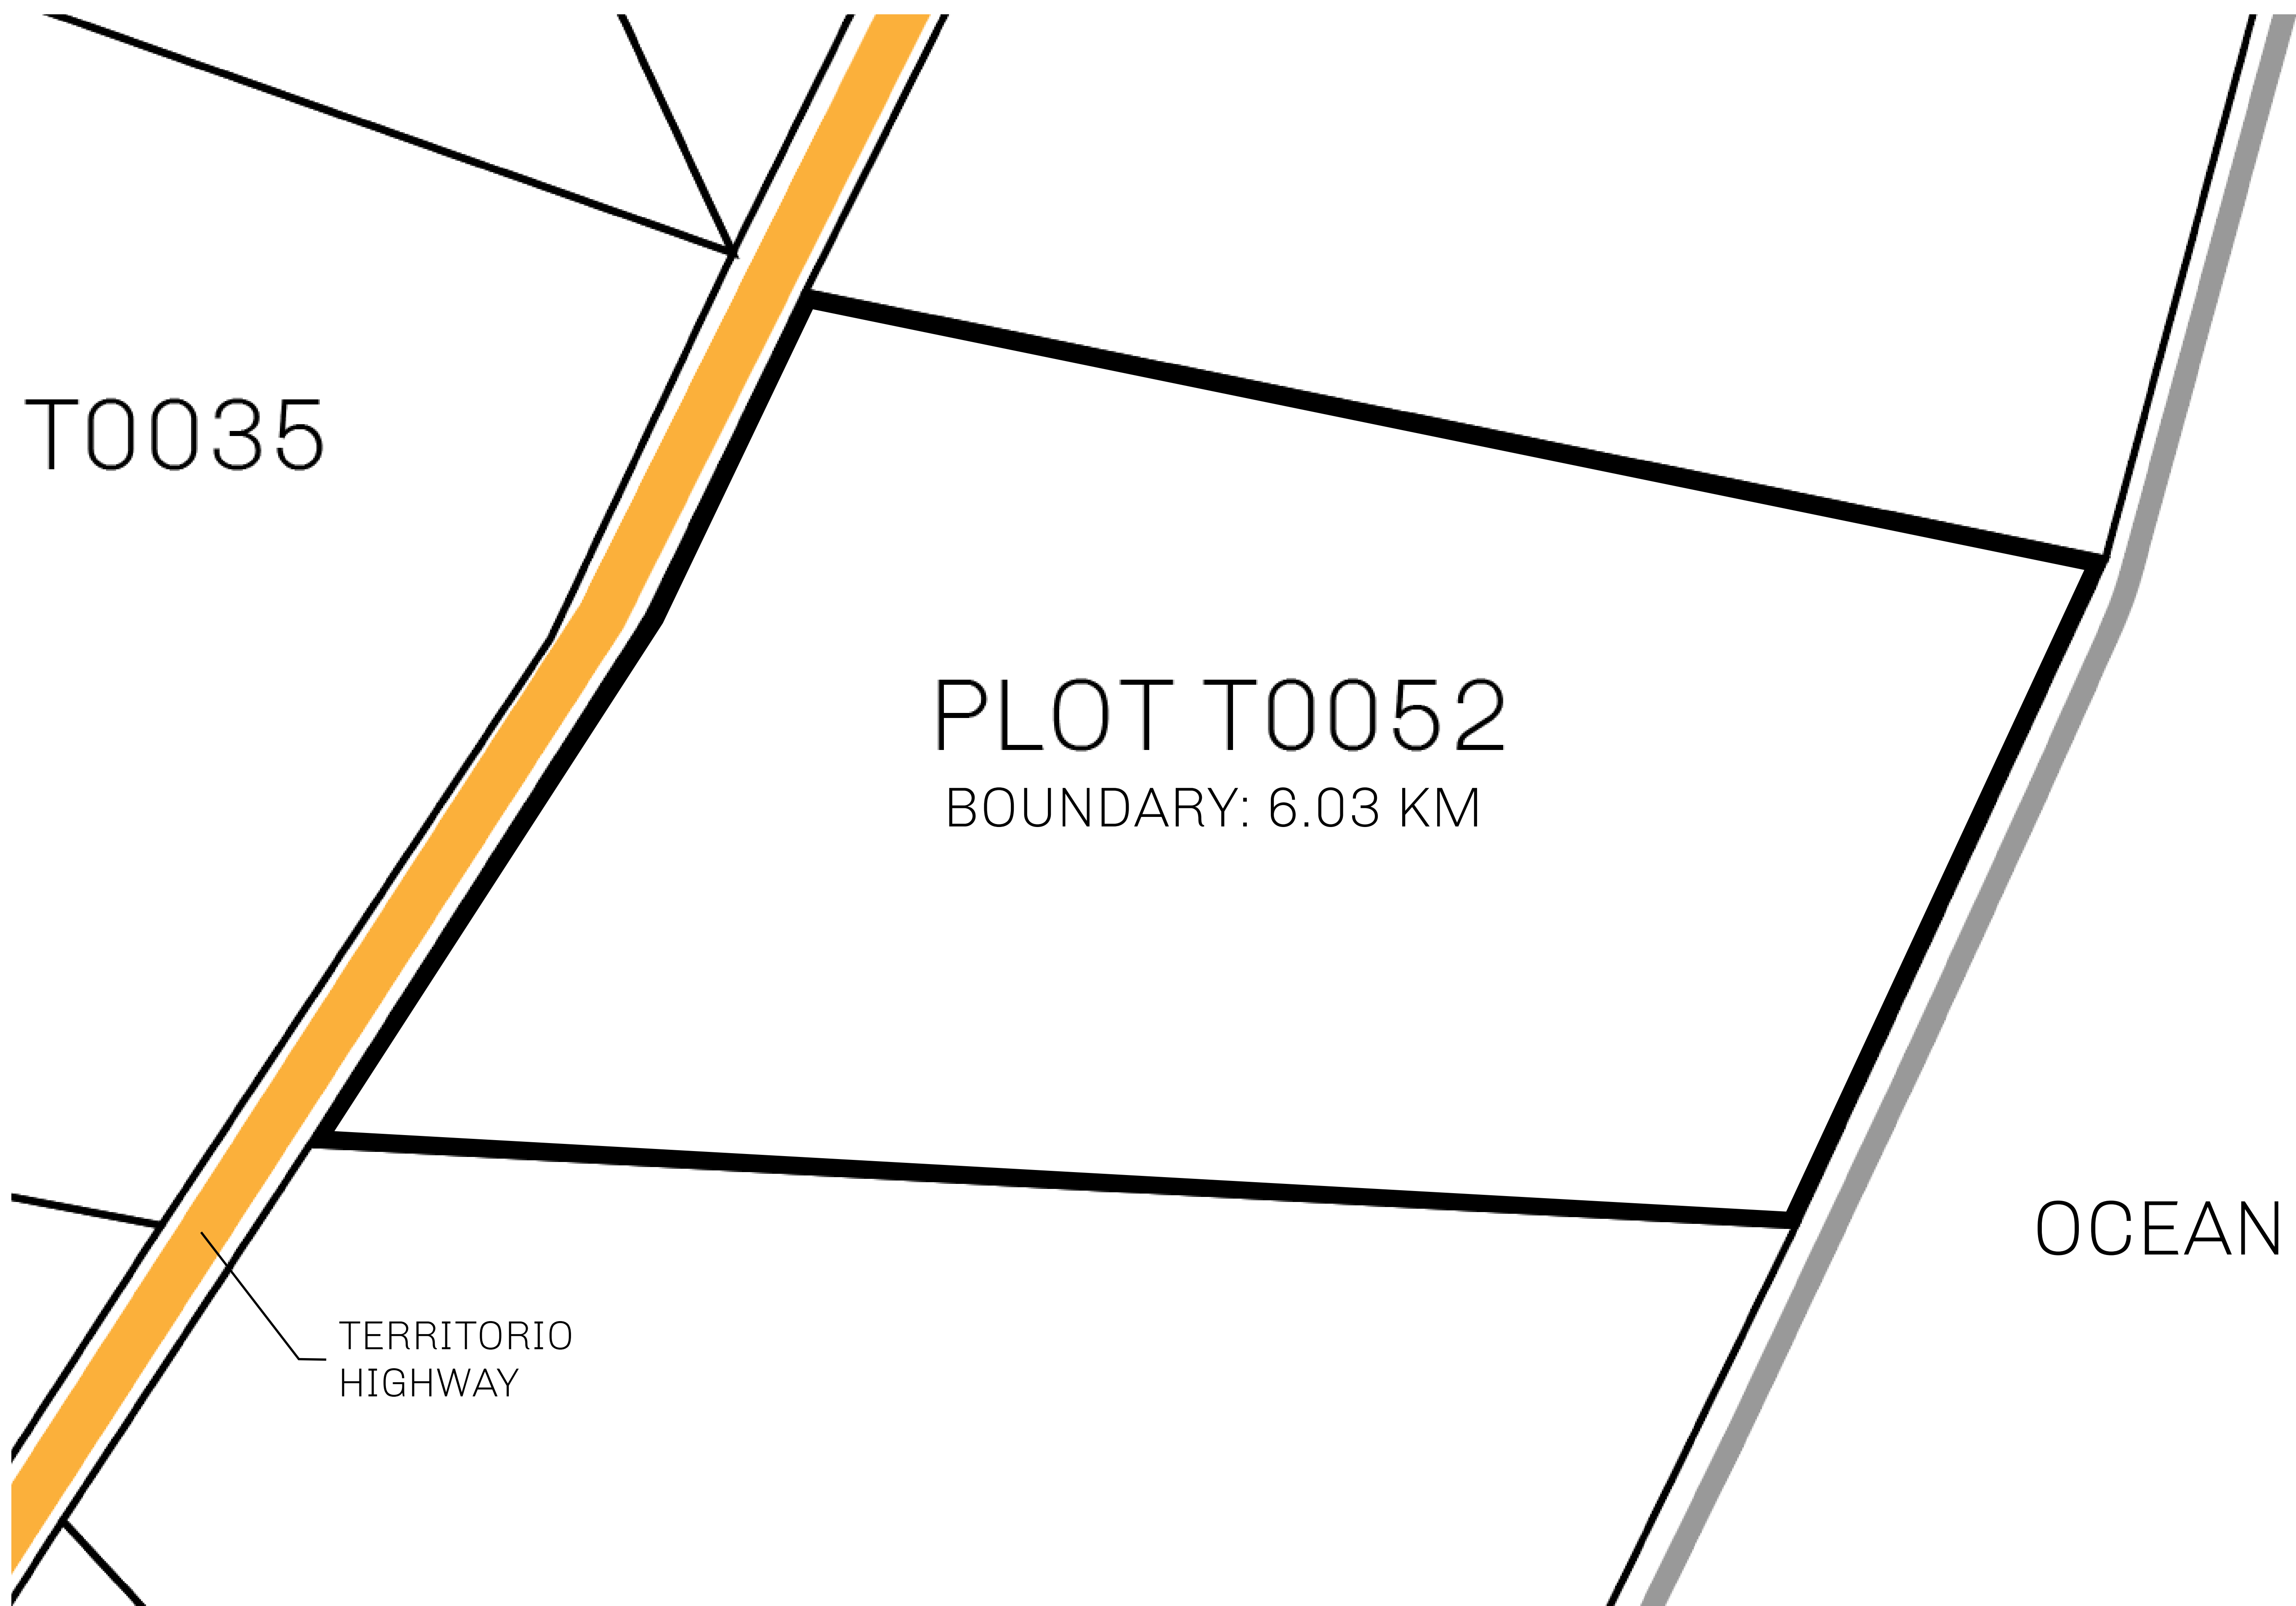 T0035
PLOT T0052
BOUNDARY: 6.03 KM
OCEAN
TERRITORIO
HIGHWAY